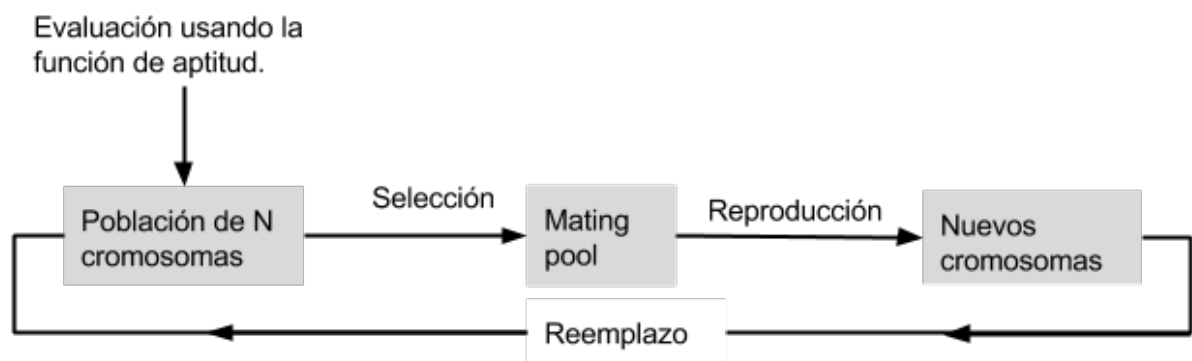 Evaluación usando la
función de aptitud.
Población de N
cromosomas
Selección
Mating
pool
Reproducción
Nuevos
cromosomas
Reemplazo